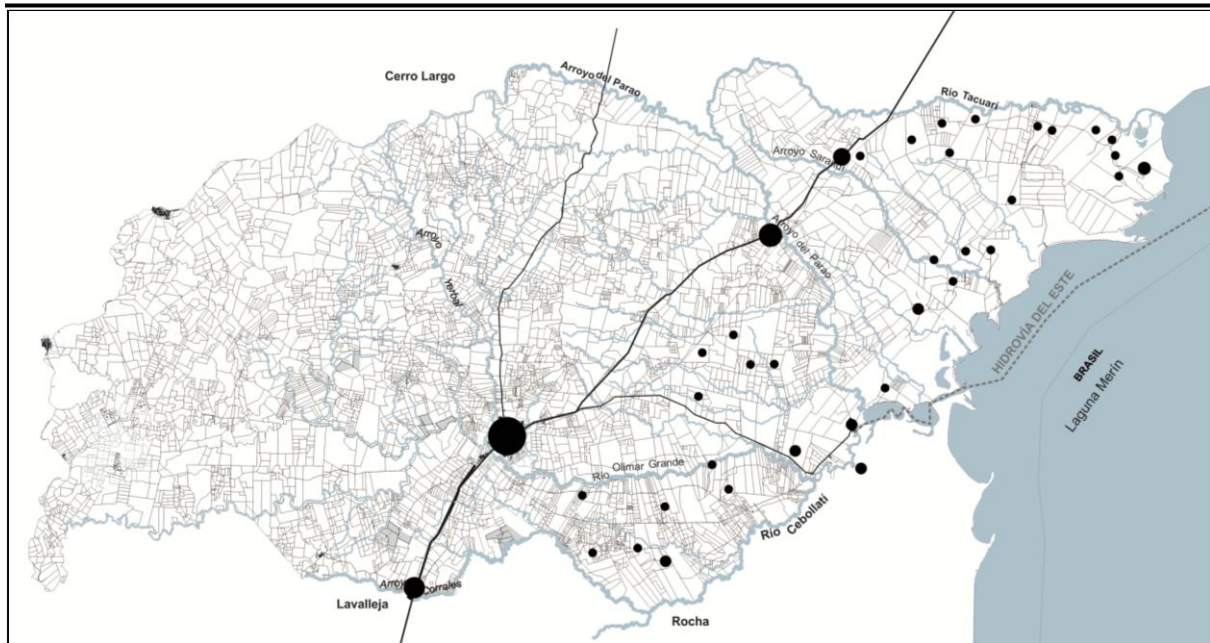 Cerro Largo
Arroyo del Parao
Río Tacuarí
Arroyo Sarandí
Arroyo del Parao
Arroyo
Yerbal
HIDROVÍA DEL ESTE
BRASIL
Laguna Merín
Río Olimar Grande
Río Cebollatí
Arroyo Corrales
Lavalleja
Rocha